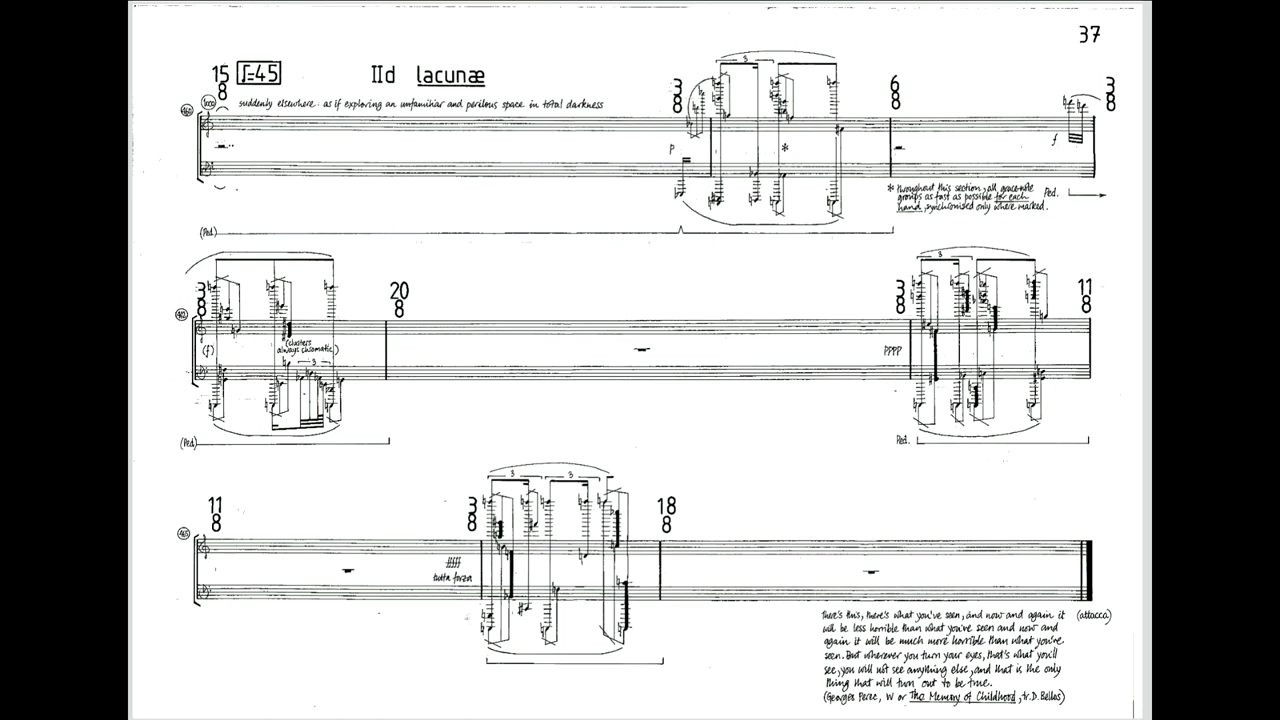 37
15 8 ♪=45 IId lacunæ
suddenly elsewhere: as if exploring an unfamiliar and perilous space in total darkness
3 8 3 6 8 3 8
p * f
* throughout this section, all grace-note
groups as fast as possible for each
hand, synchronised only where marked.
Ped.
(Ped)
3 8 20 8 3 8 3 11 8
(f) (clusters
always chromatic) pppp
3
(Ped) Ped.
11 8 3 8 3 3 18 8
tutta forza
There's this, there's what you've seen, and now and again it
will be less horrible than what you've seen and now and
again it will be much more horrible than what you've
seen. But wherever you turn your eyes, that's what you'll
see, you will not see anything else, and that is the only
thing that will turn out to be true.
(Georges Perec, W or The Memory of Childhood, tr. D. Bellos)
(attacca)